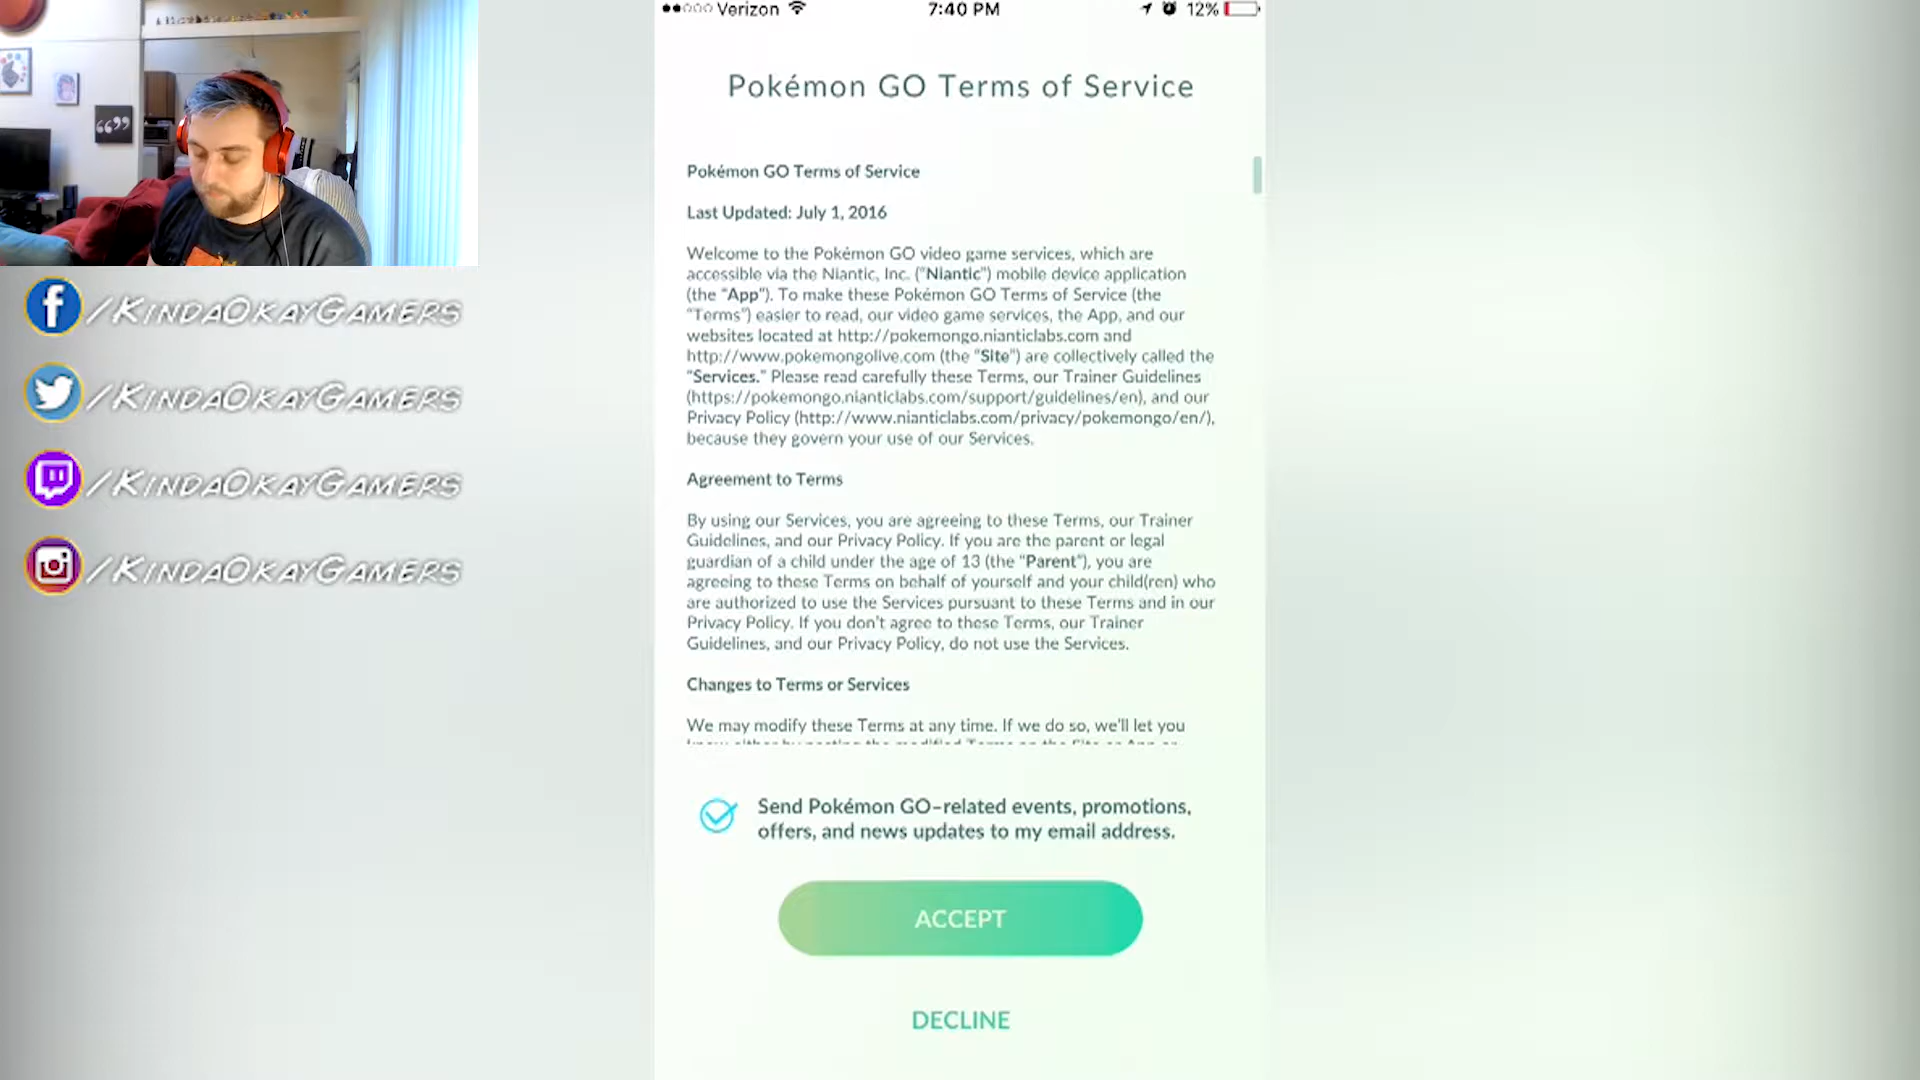 Verizon 7:40 PM 12%
Pokémon GO Terms of Service
Pokémon GO Terms of Service
Last Updated: July 1, 2016
Welcome to the Pokémon GO video game services, which are
accessible via the Niantic, Inc. (“Niantic”) mobile device application
(the “App”). To make these Pokémon GO Terms of Service (the
“Terms”) easier to read, our video game services, the App, and our
websites located at http://pokemongo.nianticlabs.com and
http://www.pokemongolive.com (the “Site”) are collectively called the
“Services.” Please read carefully these Terms, our Trainer Guidelines
(https://pokemongo.nianticlabs.com/support/guidelines/en), and our
Privacy Policy (http://www.nianticlabs.com/privacy/pokemongo/en/),
because they govern your use of our Services.
Agreement to Terms
By using our Services, you are agreeing to these Terms, our Trainer
Guidelines, and our Privacy Policy. If you are the parent or legal
guardian of a child under the age of 13 (the “Parent”), you are
agreeing to these Terms on behalf of yourself and your child(ren) who
are authorized to use the Services pursuant to these Terms and in our
Privacy Policy. If you don't agree to these Terms, our Trainer
Guidelines, and our Privacy Policy, do not use the Services.
Changes to Terms or Services
We may modify these Terms at any time. If we do so, we'll let you
Send Pokémon GO-related events, promotions,
offers, and news updates to my email address.
ACCEPT
DECLINE
/KindaOkayGamers
/KindaOkayGamers
/KindaOkayGamers
/KindaOkayGamers